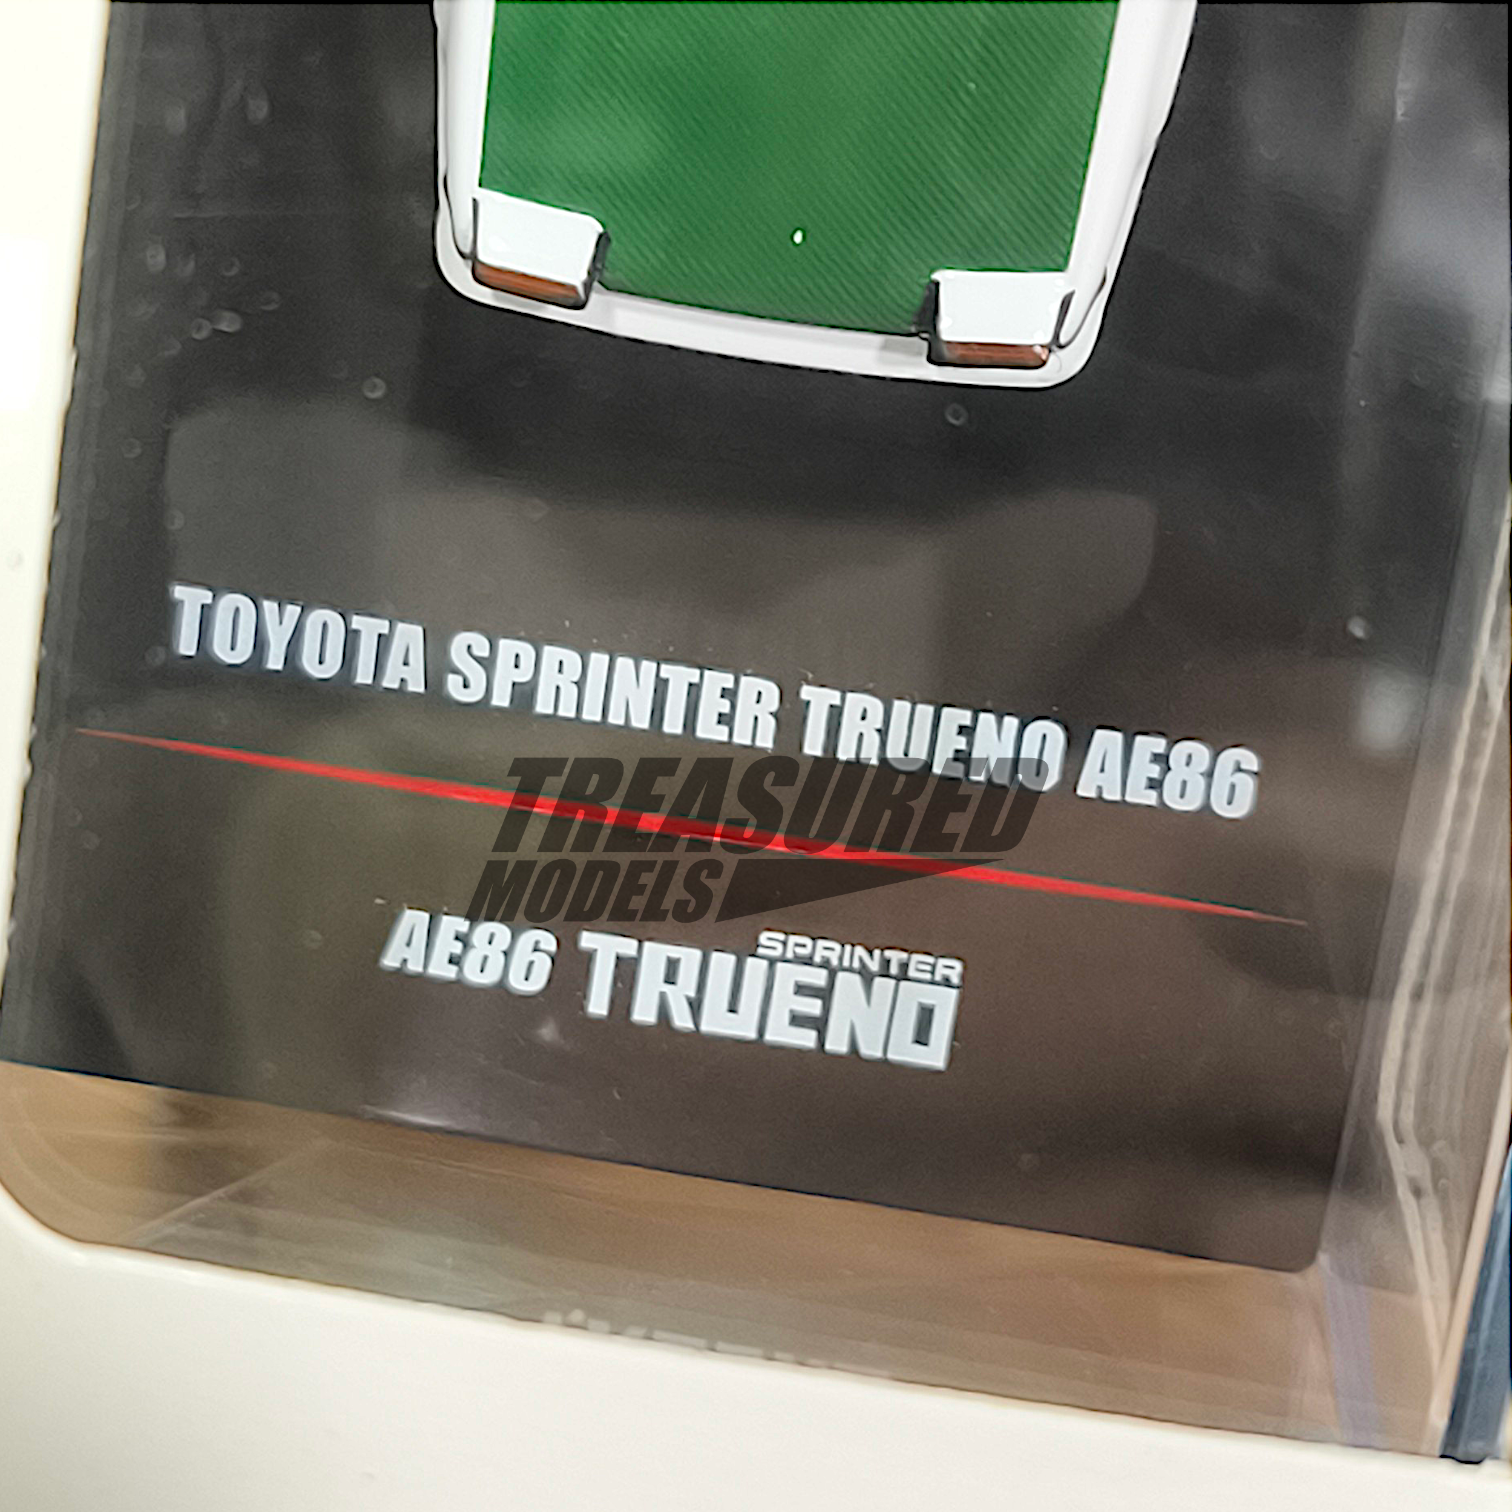 TOYOTA SPRINTER TRUENO AE86
TREASURED
MODELS
SPRINTER
AE86 TRUENO